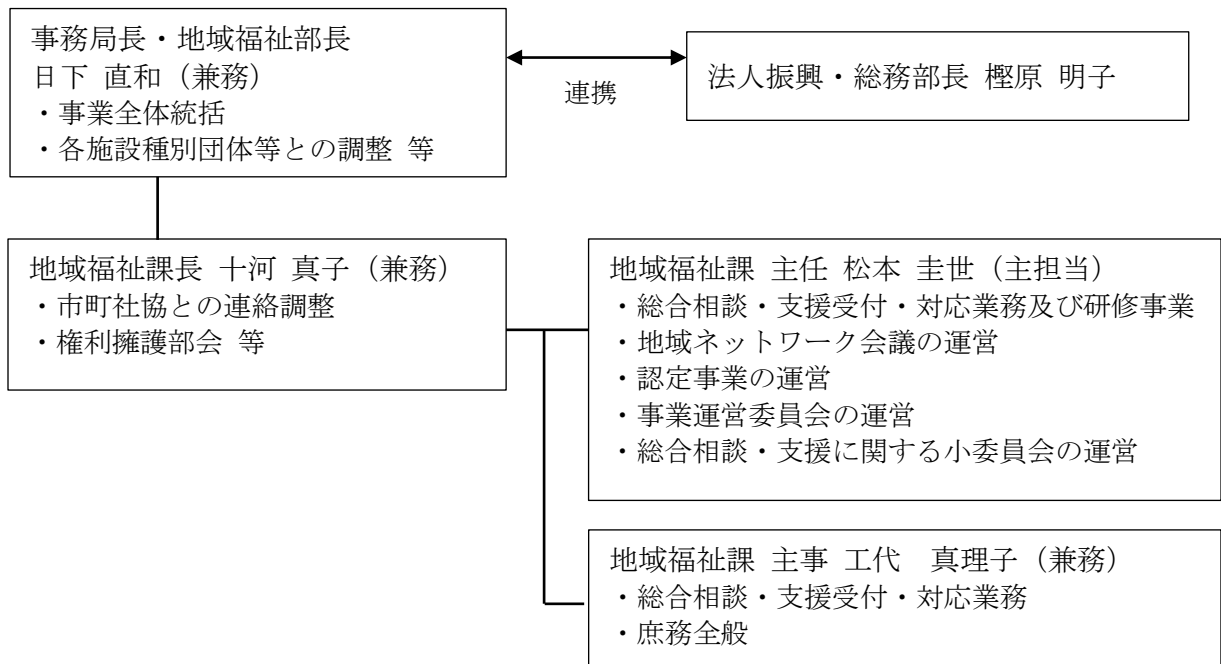 事務局長・地域福祉部長
日下 直和（兼務）
・事業全体統括
・各施設種別団体等との調整 等
連携
法人振興・総務部長 樫原 明子
地域福祉課長 十河 真子（兼務）
・市町社協との連絡調整
・権利擁護部会 等
地域福祉課 主任 松本 圭世（主担当）
・総合相談・支援受付・対応業務及び研修事業
・地域ネットワーク会議の運営
・認定事業の運営
・事業運営委員会の運営
・総合相談・支援に関する小委員会の運営
地域福祉課 主事 工代　真理子（兼務）
・総合相談・支援受付・対応業務
・庶務全般